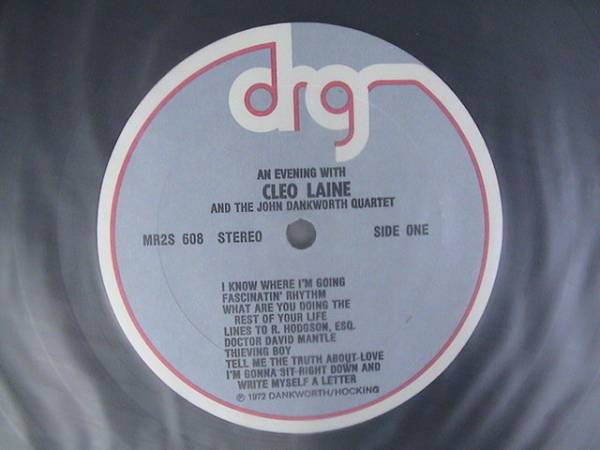 drg
AN EVENING WITH
CLEO LAINE
AND THE JOHN DANKWORTH QUARTET
MR2S 608 STEREO SIDE ONE
I KNOW WHERE I'M GOING
FASCINATIN' RHYTHM
WHAT ARE YOU DOING THE
REST OF YOUR LIFE
LINES TO R. HODGSON, ESQ.
DOCTOR DAVID MANTLE
THIEVING BOY
TELL ME THE TRUTH ABOUT LOVE
I'M GONNA SIT RIGHT DOWN AND
WRITE MYSELF A LETTER
℗ 1972 DANKWORTH/HOCKING